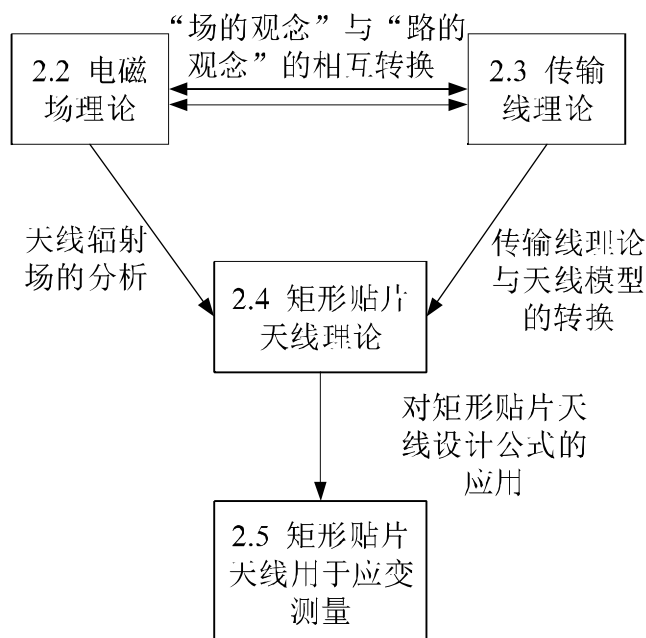 “场的观念”与“路的
观念”的相互转换
2.2 电磁
场理论
2.3 传输
线理论
天线辐射
场的分析
传输线理论
与天线模型
的转换
2.4 矩形贴片
天线理论
对矩形贴片天
线设计公式的
应用
2.5 矩形贴片
天线用于应变
测量